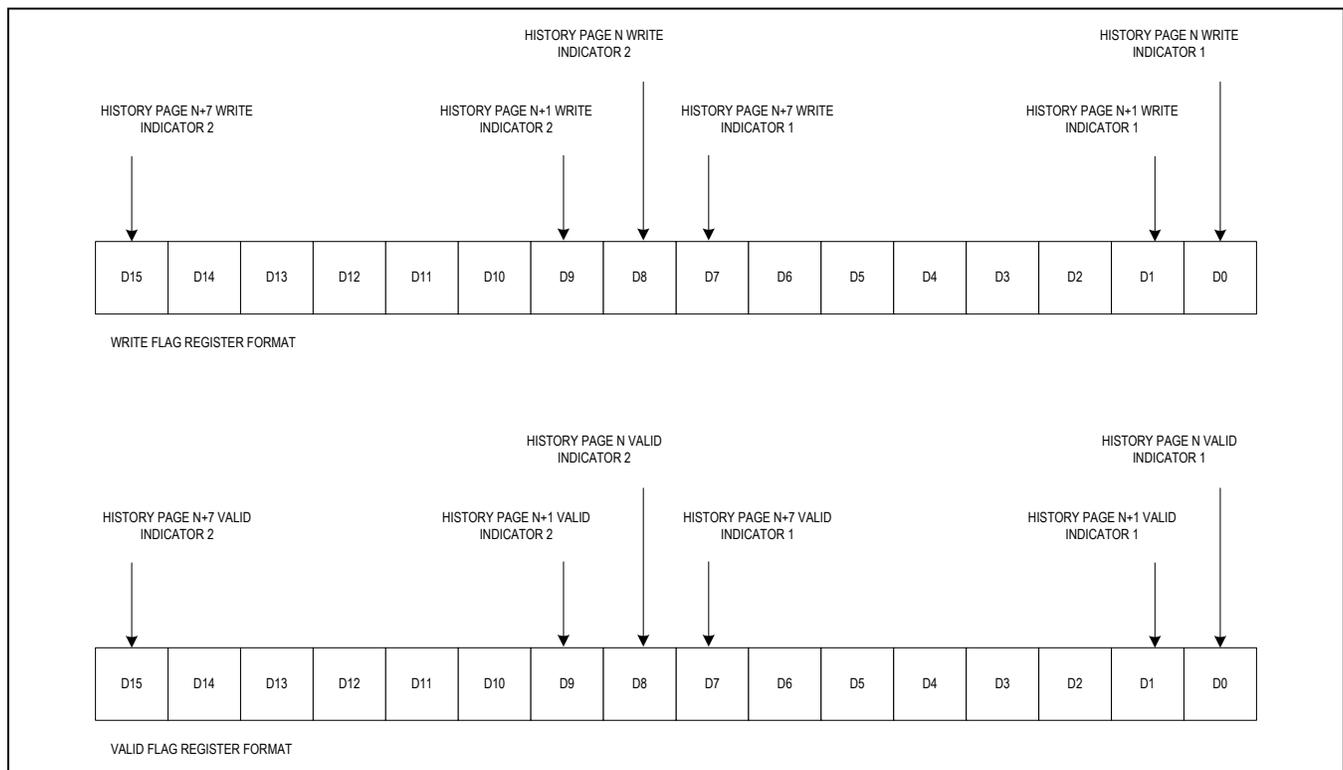 HISTORY PAGE N WRITE
INDICATOR 2
HISTORY PAGE N WRITE
INDICATOR 1
HISTORY PAGE N+7 WRITE
INDICATOR 2
HISTORY PAGE N+1 WRITE
INDICATOR 2
HISTORY PAGE N+7 WRITE
INDICATOR 1
HISTORY PAGE N+1 WRITE
INDICATOR 1
D15 D14 D13 D12 D11 D10 D9 D8 D7 D6 D5 D4 D3 D2 D1 D0
WRITE FLAG REGISTER FORMAT
HISTORY PAGE N VALID
INDICATOR 2
HISTORY PAGE N VALID
INDICATOR 1
HISTORY PAGE N+7 VALID
INDICATOR 2
HISTORY PAGE N+1 VALID
INDICATOR 2
HISTORY PAGE N+7 VALID
INDICATOR 1
HISTORY PAGE N+1 VALID
INDICATOR 1
D15 D14 D13 D12 D11 D10 D9 D8 D7 D6 D5 D4 D3 D2 D1 D0
VALID FLAG REGISTER FORMAT